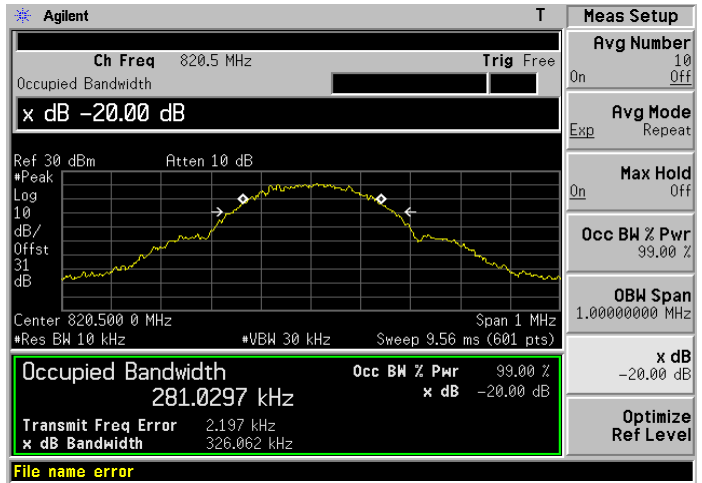 Agilent T
Ch Freq 820.5 MHz Trig Free
Occupied Bandwidth
x dB -20.00 dB
Ref 30 dBm Atten 10 dB
#Peak
Log
10
dB/
Offst
31
dB
Center 820.500 0 MHz Span 1 MHz
#Res BW 10 kHz #VBW 30 kHz Sweep 9.56 ms (601 pts)
Occupied Bandwidth
281.0297 kHz
Occ BW % Pwr 99.00 %
x dB -20.00 dB
Transmit Freq Error 2.197 kHz
x dB Bandwidth 326.062 kHz
File name error
Meas Setup
Avg Number
10
On Off
Avg Mode
Exp Repeat
Max Hold
On Off
Occ BW % Pwr
99.00 %
OBW Span
1.00000000 MHz
x dB
-20.00 dB
Optimize
Ref Level